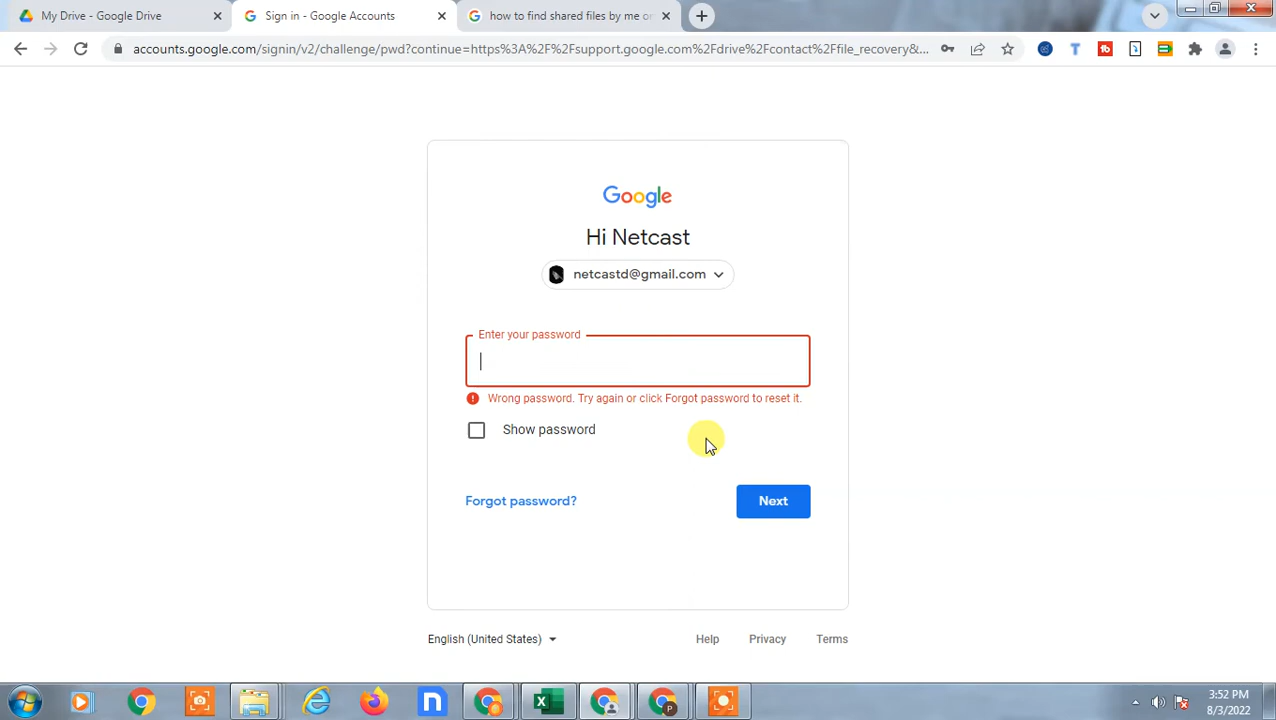 My Drive - Google Drive
Sign in - Google Accounts
how to find shared files by me or
accounts.google.com/signin/v2/challenge/pwd?continue=https%3A%2F%2Fsupport.google.com%2Fdrive%2Fcontact%2Ffile_recovery&...
Google
Hi Netcast
netcastd@gmail.com
Enter your password
Wrong password. Try again or click Forgot password to reset it.
Show password
Forgot password?
Next
English (United States)
Help
Privacy
Terms
3:52 PM
8/3/2022